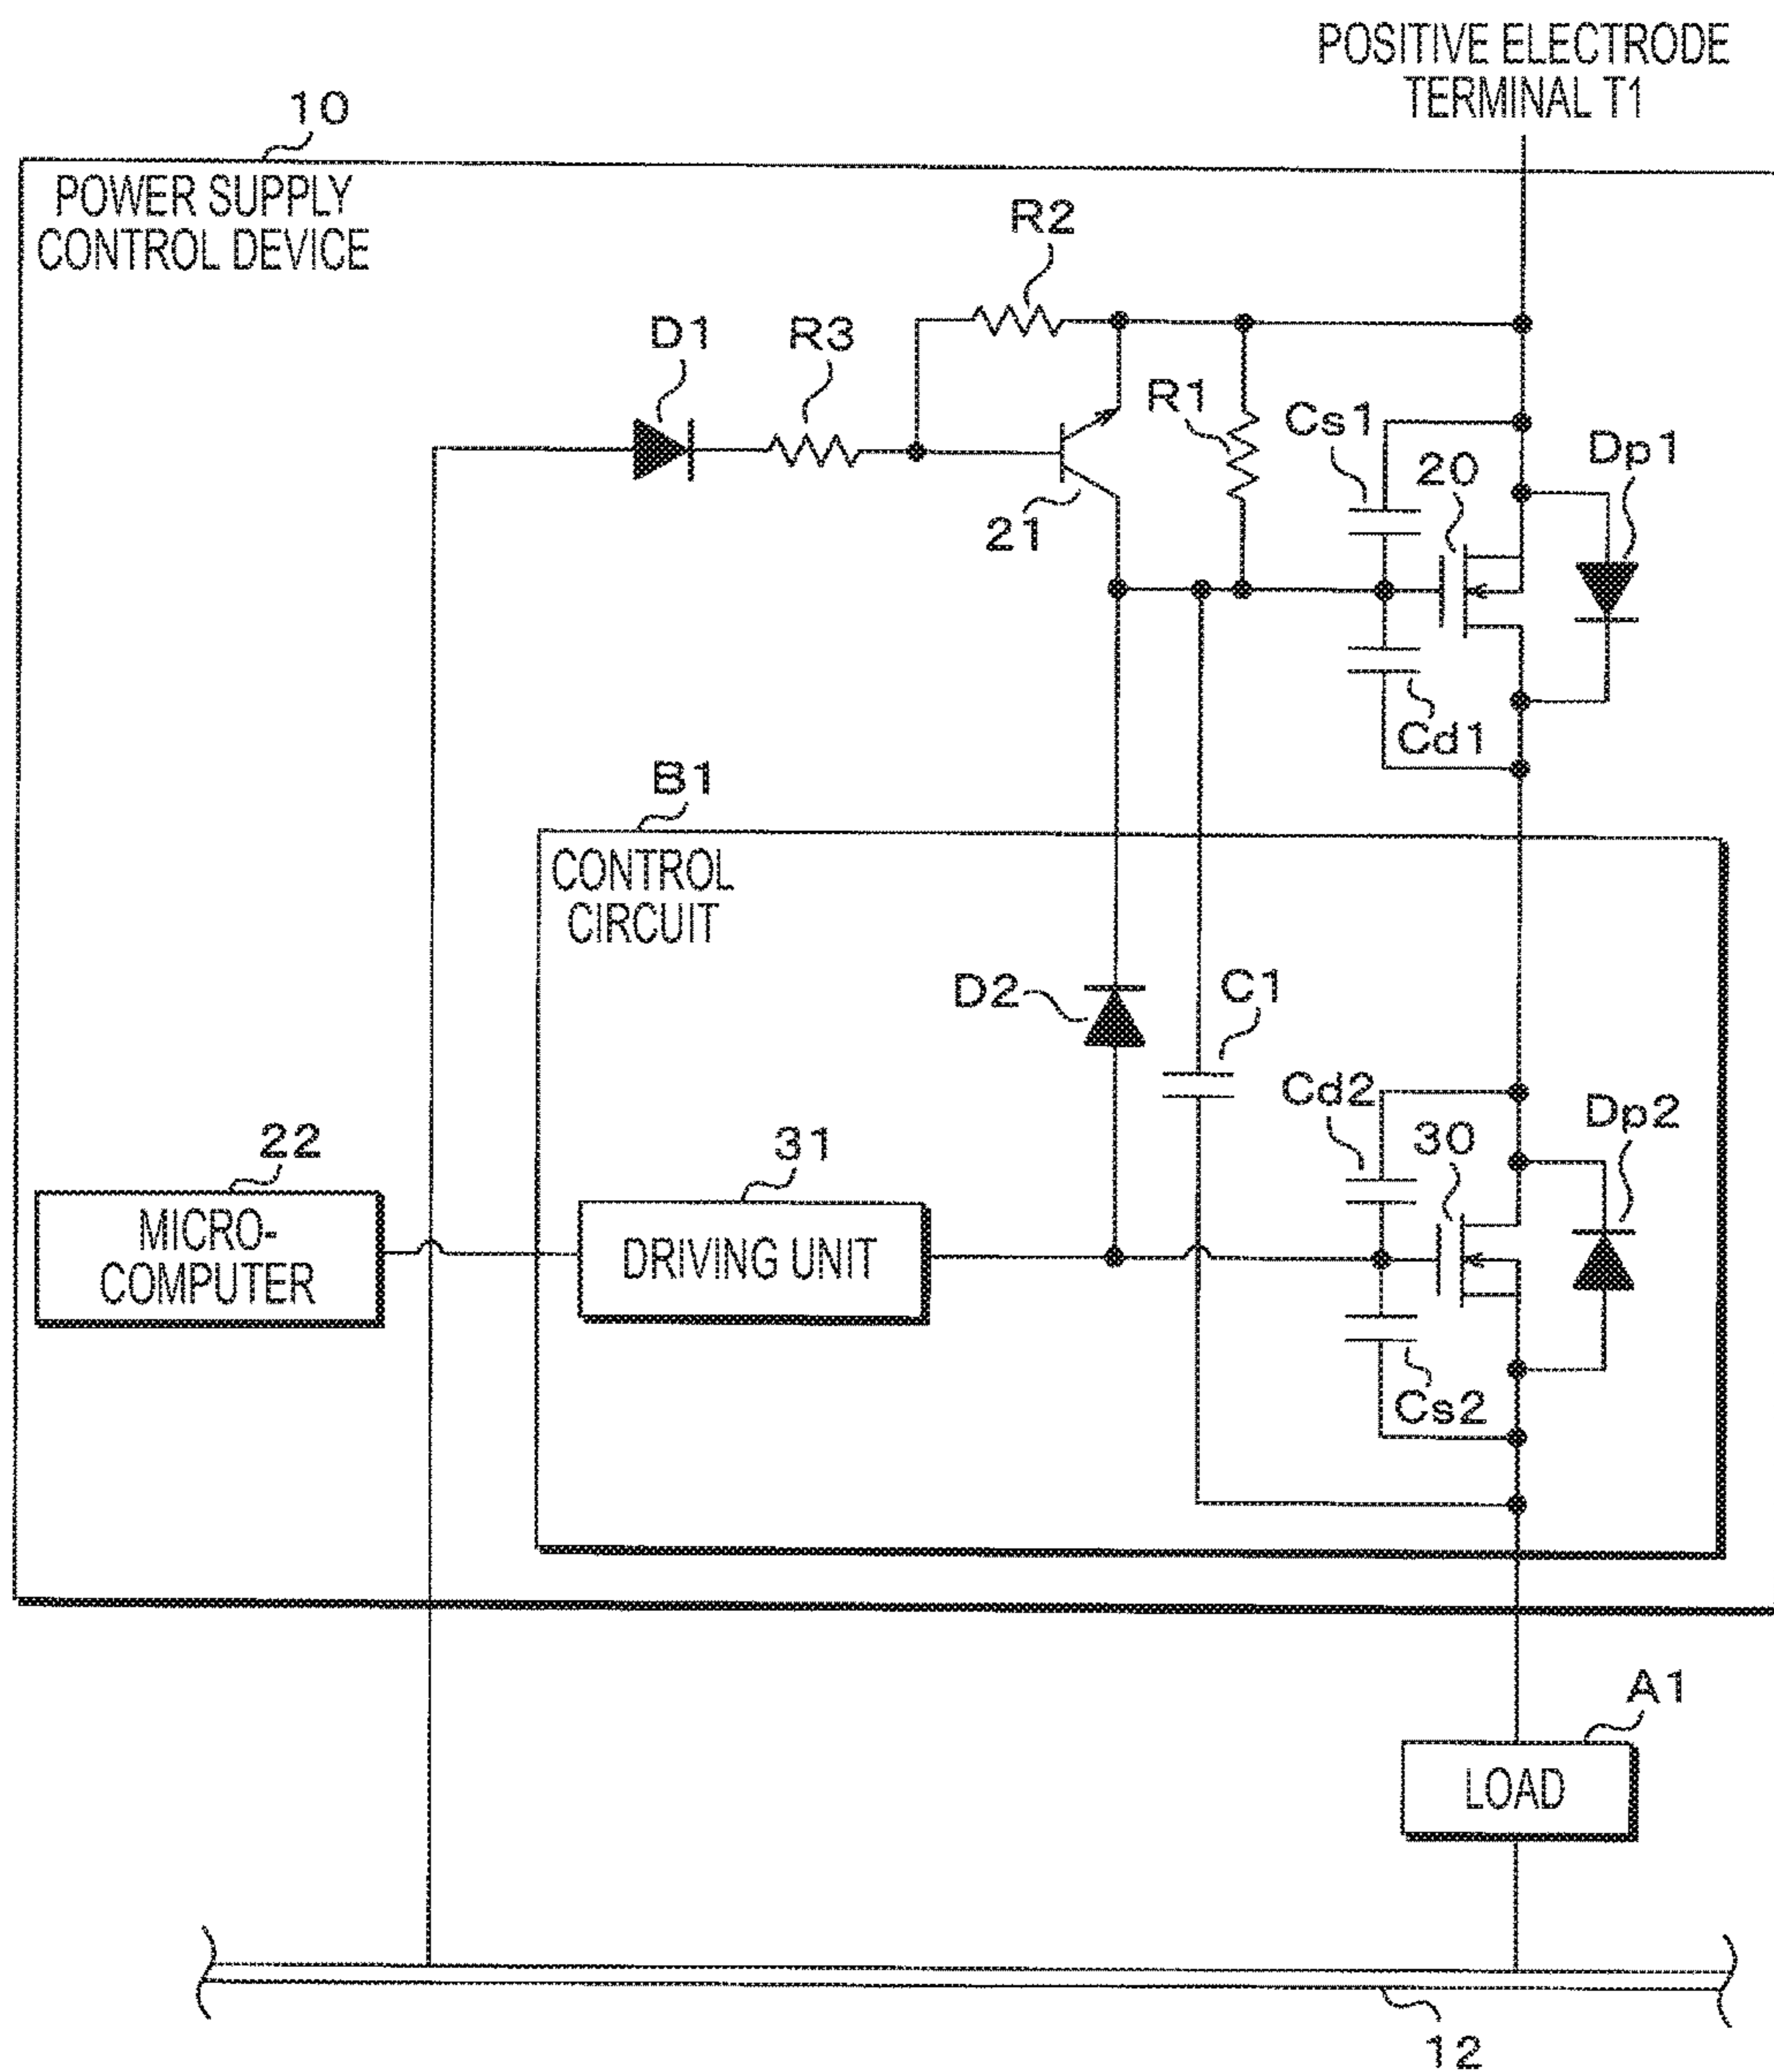 POSITIVE ELECTRODE
TERMINAL T1
10
POWER SUPPLY
CONTROL DEVICE
R2
D1
R3
R1
Cs1
20
Dp1
21
Cd1
B1
CONTROL
CIRCUIT
D2
C1
Cd2
30
Dp2
22
31
MICRO-
COMPUTER
DRIVING UNIT
Cs2
A1
LOAD
12